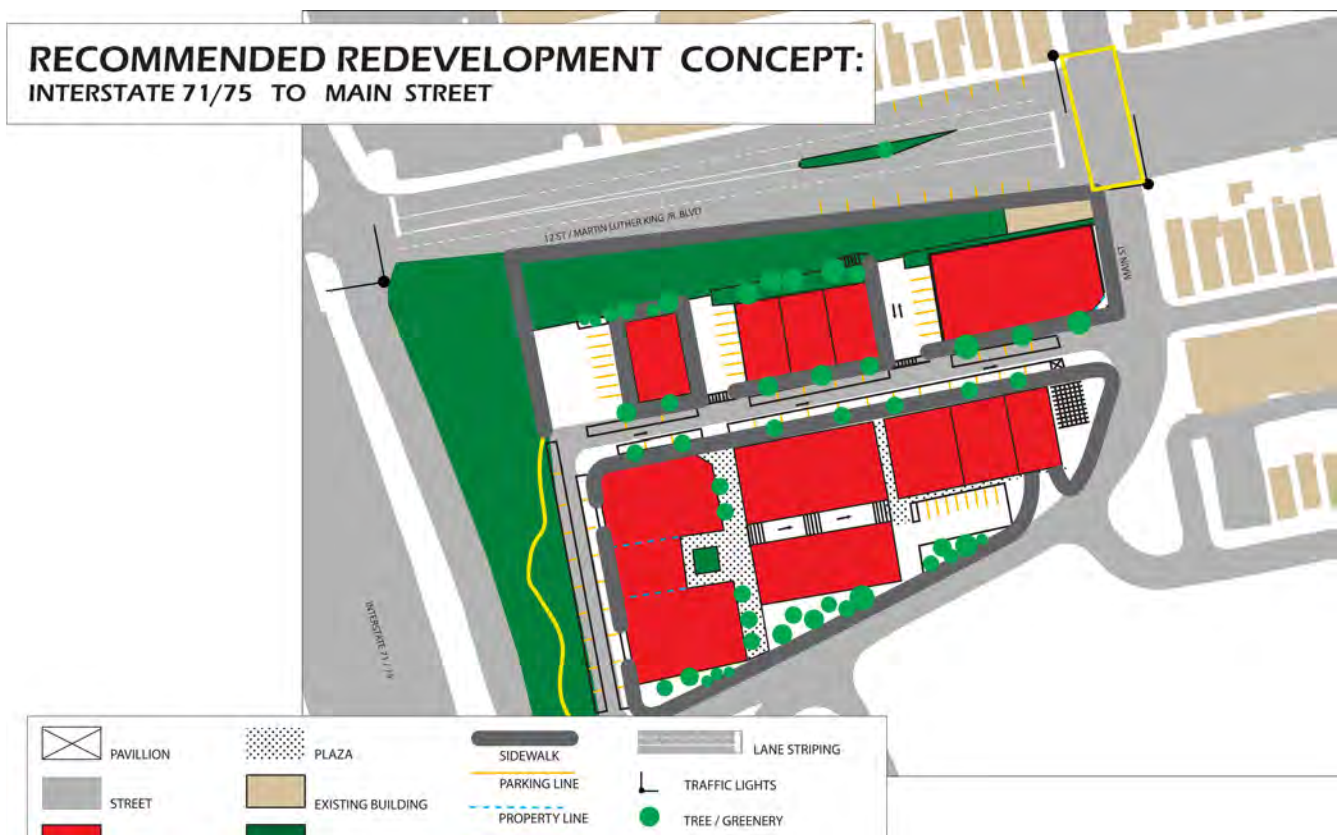 RECOMMENDED REDEVELOPMENT CONCEPT:
INTERSTATE 71/75 TO MAIN STREET
12 ST / MARTIN LUTHER KING JR. BLVD
MAIN ST
INTERSTATE 71 / 75
PAVILLION
PLAZA
SIDEWALK
LANE STRIPING
PARKING LINE
TRAFFIC LIGHTS
STREET
EXISTING BUILDING
PROPERTY LINE
TREE / GREENERY